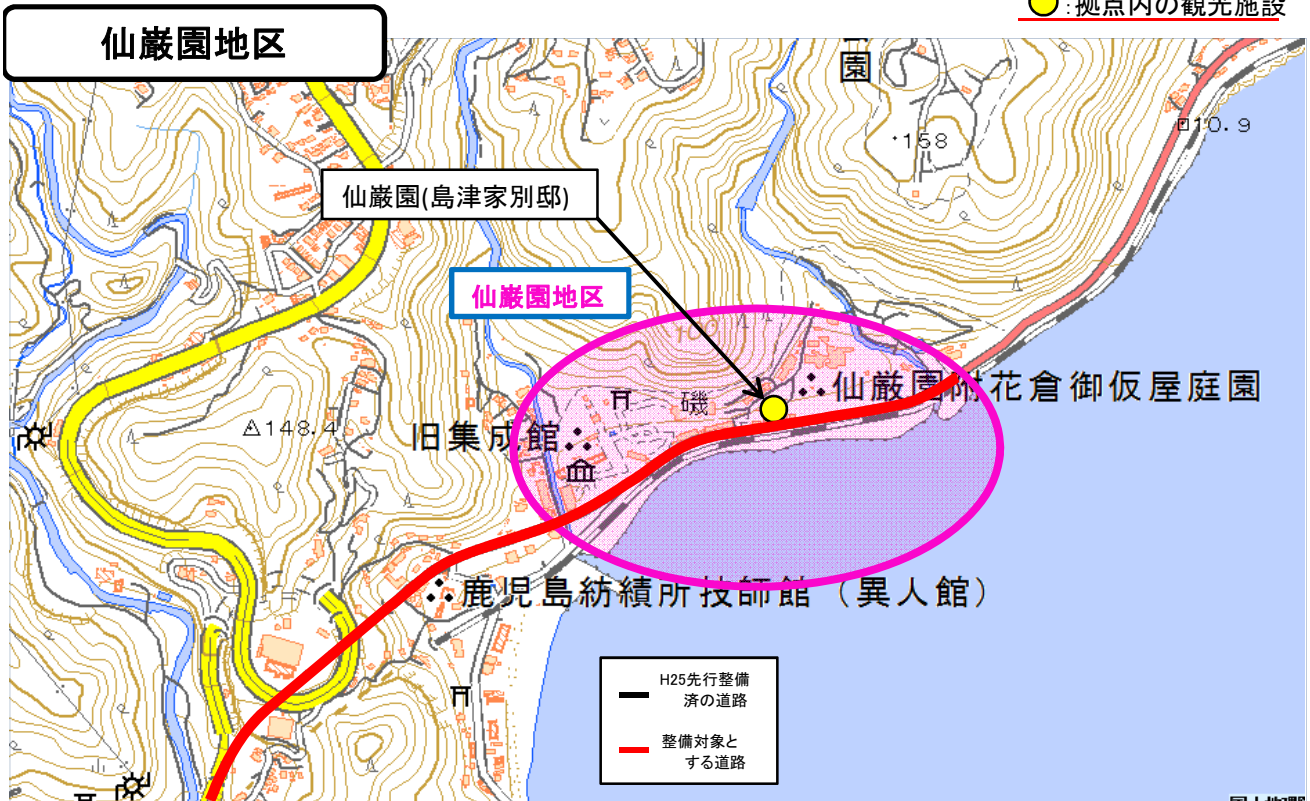 :拠点内の観光施設
仙巌園地区
園
10.9
158
仙巌園(島津家別邸)
仙巌園地区
100
磯
仙厳園附花倉御仮屋庭園
148.4
旧集成館
鹿児島紡績所技師館（異人館）
H25先行整備
済の道路
整備対象と
する道路